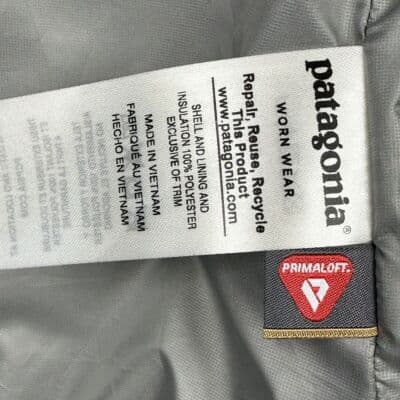 patagonia®
WORN WEAR
Repair, Reuse, Recycle
This Product
www.patagonia.com
SHELL AND LINING AND
INSULATION 100% POLYESTER
EXCLUSIVE OF TRIM
MADE IN VIETNAM
FABRIQUÉ AU VIETNAM
HECHO EN VIETNAM
PRIMALOFT.